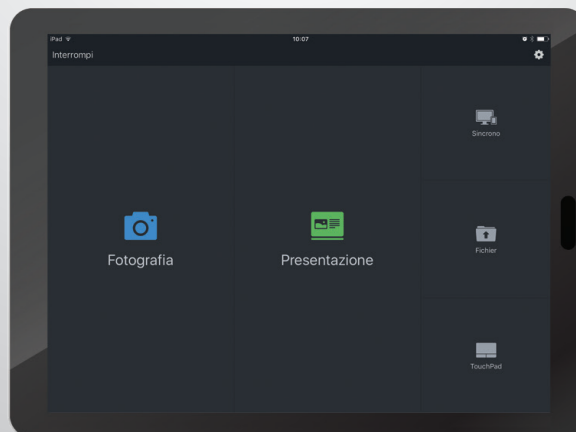 iPad
10:07
Interrompi
Sincrono
Fotografia
Presentazione
Fichier
TouchPad